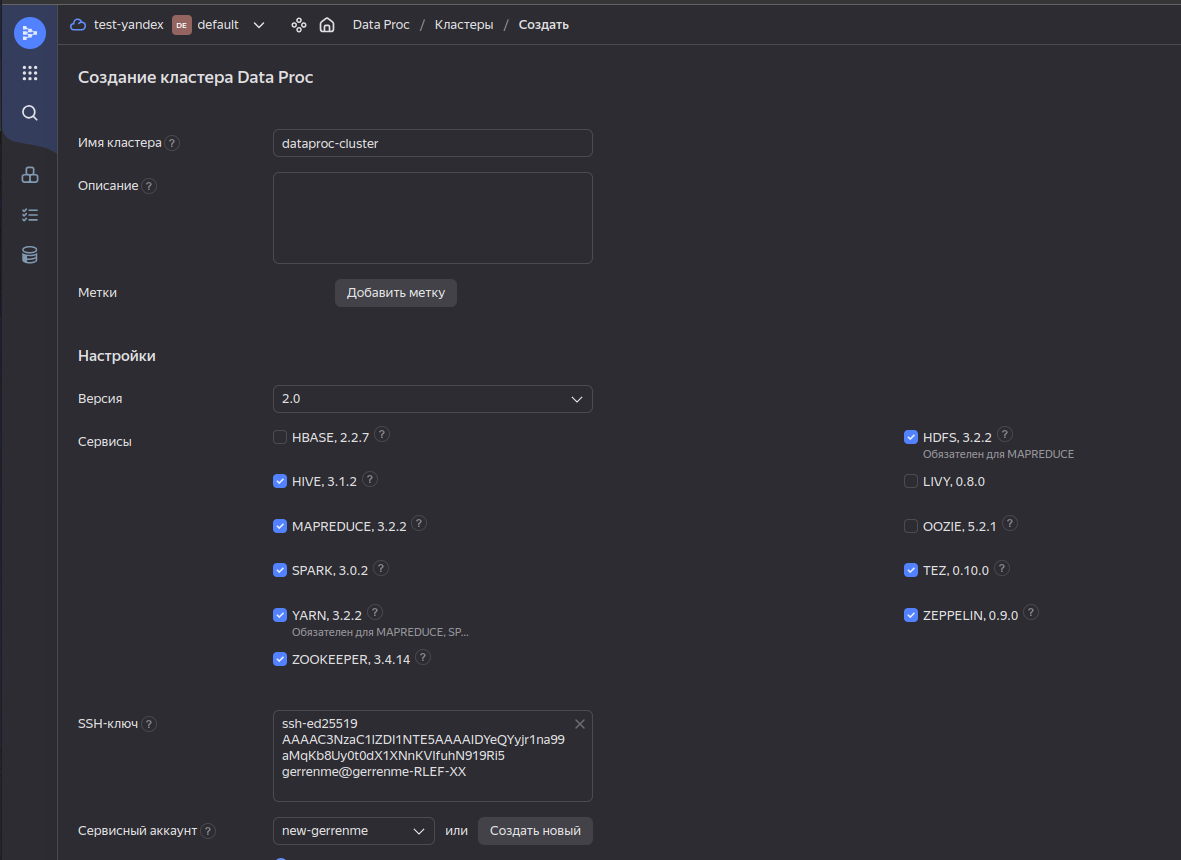 test-yandex DE default Data Proc / Кластеры / Создать
Создание кластера Data Proc
Имя кластера ? dataproc-cluster
Описание ?
Метки Добавить метку
Настройки
Версия 2.0
Сервисы
HBASE, 2.2.7 ? HDFS, 3.2.2 ?
Обязателен для MAPREDUCE
HIVE, 3.1.2 ? LIVY, 0.8.0
MAPREDUCE, 3.2.2 ? OOZIE, 5.2.1 ?
SPARK, 3.0.2 ? TEZ, 0.10.0 ?
YARN, 3.2.2 ? ZEPPELIN, 0.9.0 ?
Обязателен для MAPREDUCE, SP...
ZOOKEEPER, 3.4.14 ?
SSH-ключ ? ssh-ed25519
AAAAC3NzaC1lZDI1NTE5AAAAIDYeQYyjr1na99
aMqKb8Uy0t0dX1XNnKVIfuhN919Ri5
gerrenme@gerrenme-RLEF-XX
Сервисный аккаунт ? new-gerrenme или Создать новый